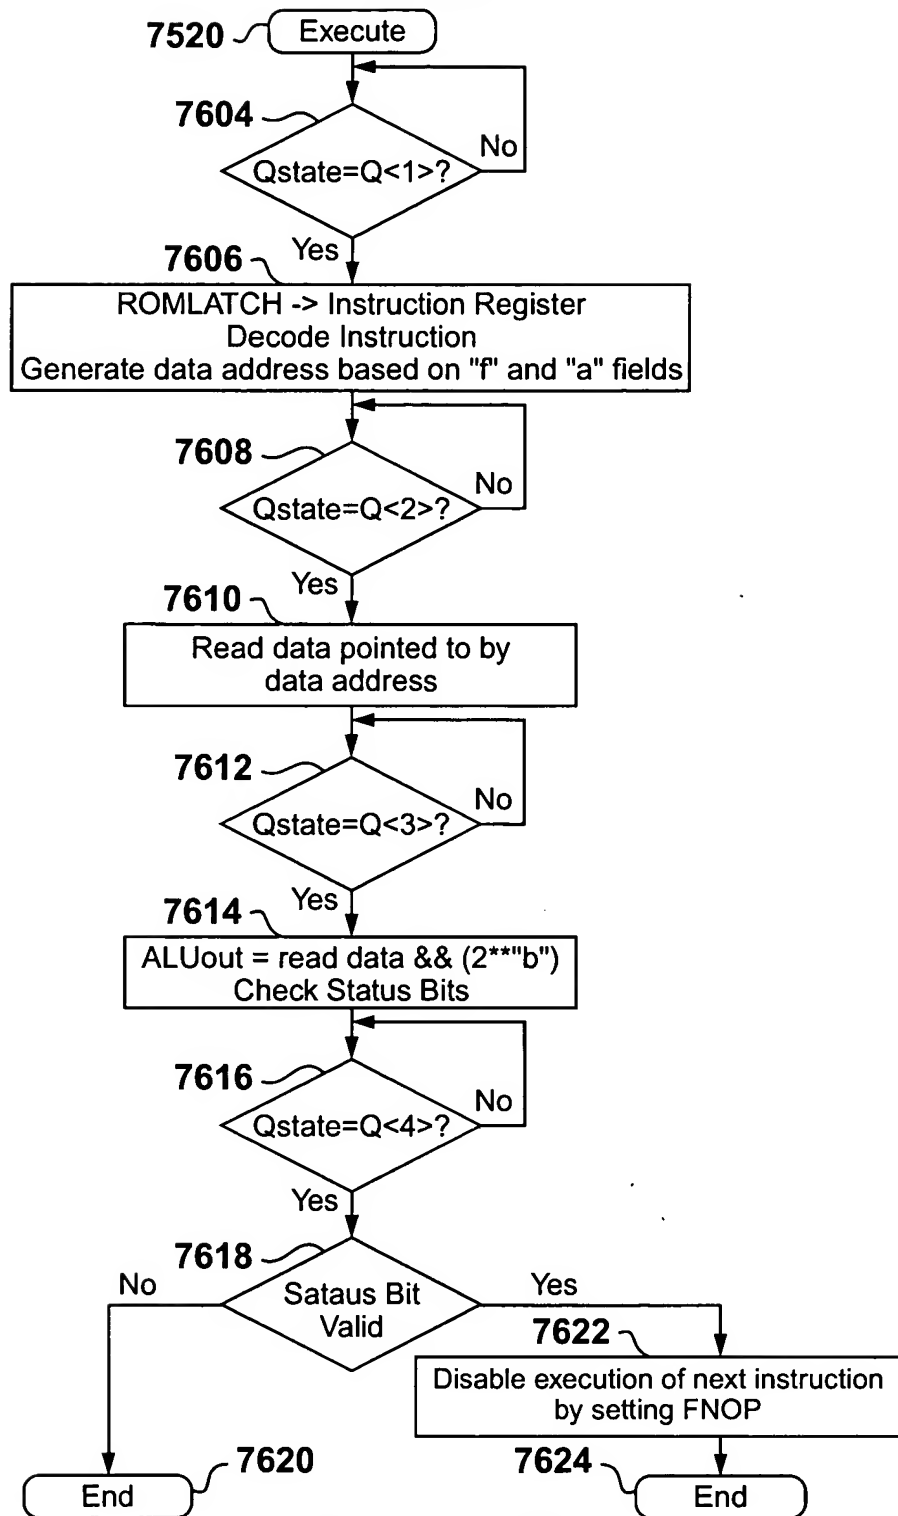 7520
Execute
7604
Qstate=Q<1>?
No
Yes
7606
ROMLATCH -> Instruction Register
Decode Instruction
Generate data address based on "f" and "a" fields
7608
Qstate=Q<2>?
No
Yes
7610
Read data pointed to by
data address
7612
Qstate=Q<3>?
No
Yes
7614
ALUout = read data && (2**"b")
Check Status Bits
7616
Qstate=Q<4>?
No
Yes
7618
No
Sataus Bit
Valid
Yes
7622
Disable execution of next instruction
by setting FNOP
7620
End
7624
End